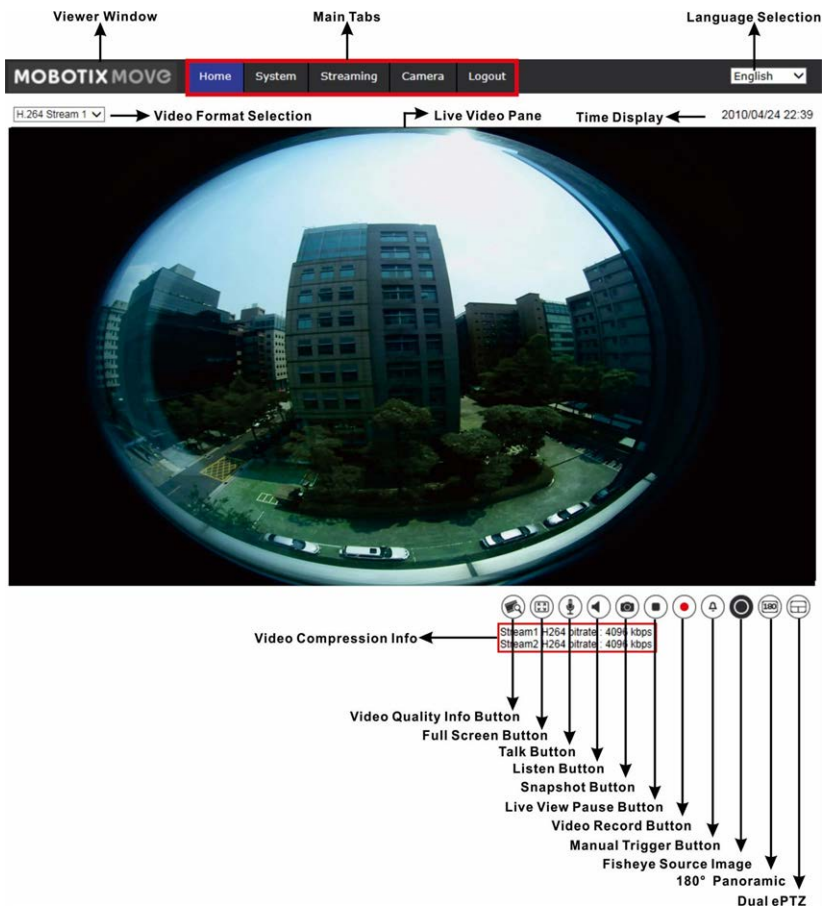 Viewer Window
Main Tabs
Language Selection
MOBOTIX MOVE
Home
System
Streaming
Camera
Logout
English
H.264 Stream 1
Video Format Selection
Live Video Pane
Time Display
2010/04/24 22:39
180
Video Compression Info
Stream1 H264 bitrate : 4096 kbps
Stream2 H264 bitrate : 4096 kbps
Video Quality Info Button
Full Screen Button
Talk Button
Listen Button
Snapshot Button
Live View Pause Button
Video Record Button
Manual Trigger Button
Fisheye Source Image
180° Panoramic
Dual ePTZ